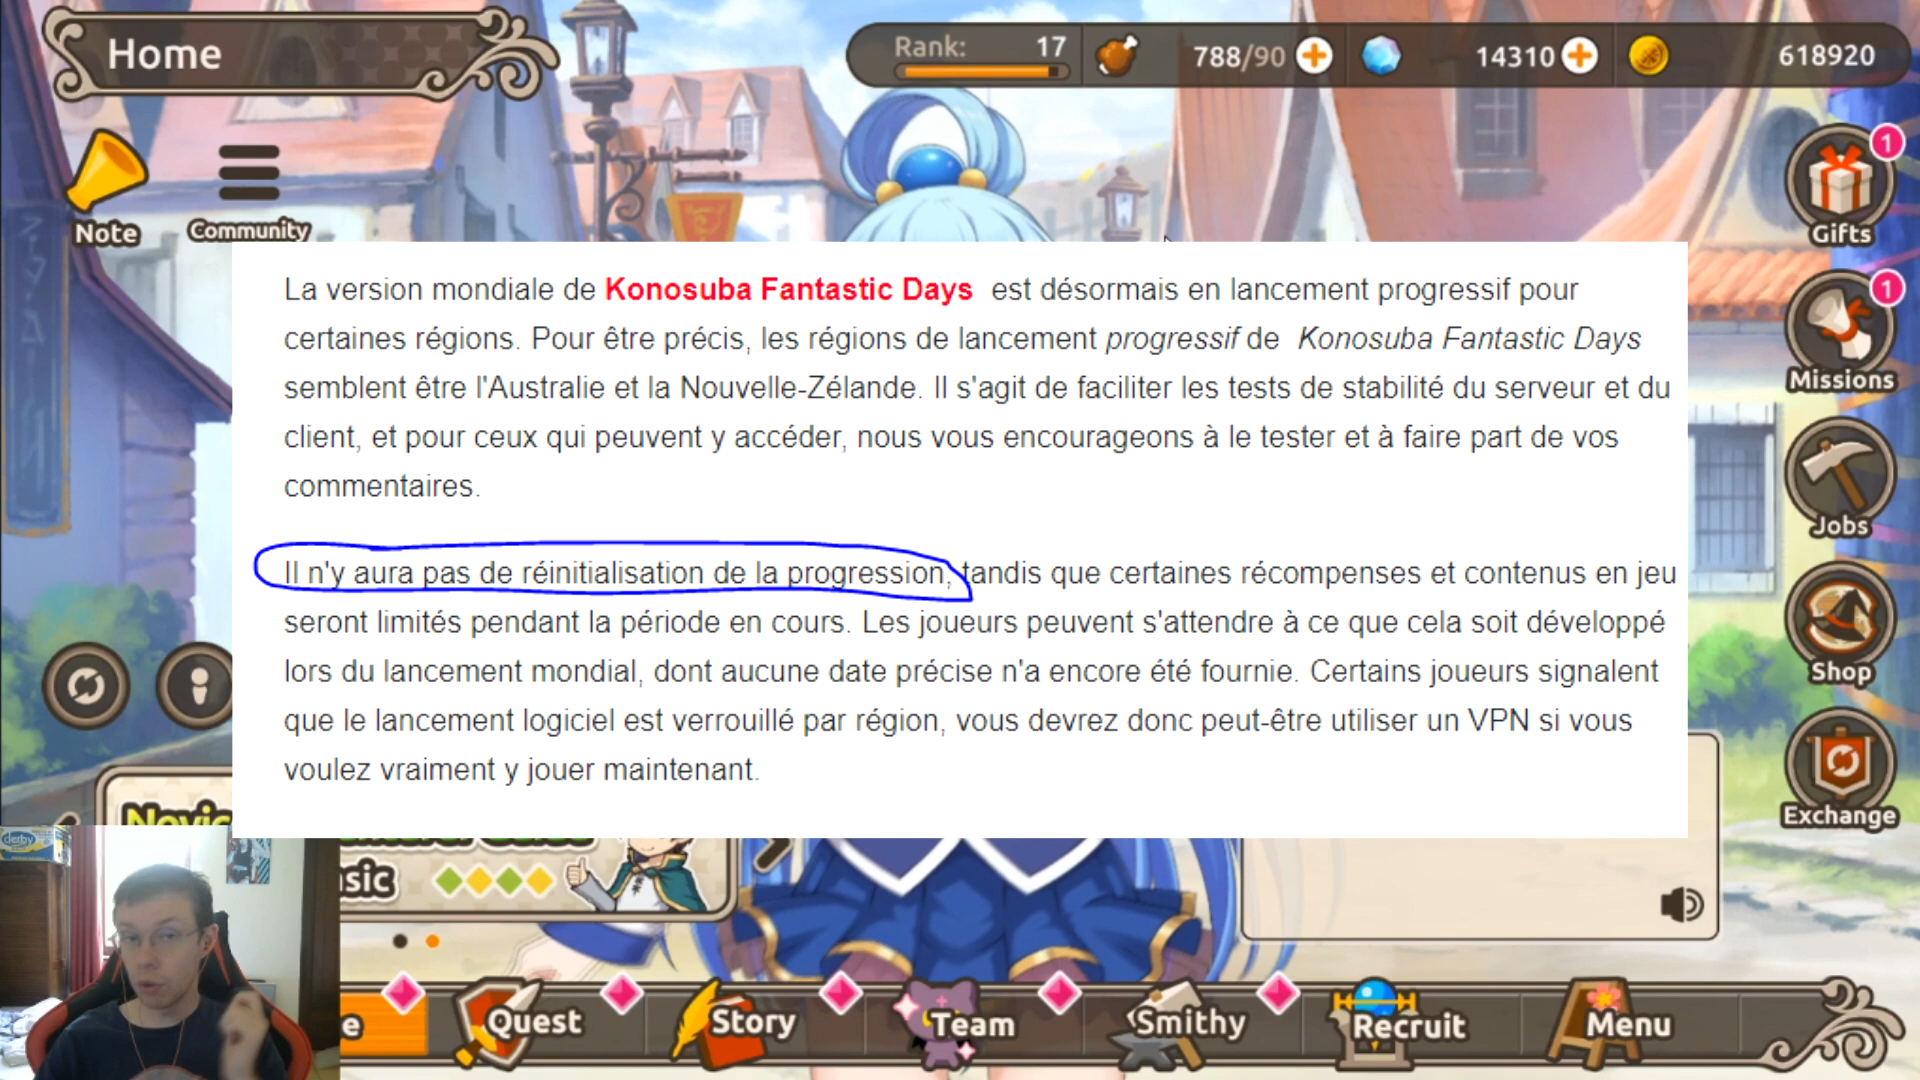 Home
Rank: 17
788/90
14310
618920
Note
Community
1
Gifts
1
Missions
Jobs
Shop
Exchange
La version mondiale de Konosuba Fantastic Days est désormais en lancement progressif pour
certaines régions. Pour être précis, les régions de lancement progressif de Konosuba Fantastic Days
semblent être l'Australie et la Nouvelle-Zélande. Il s'agit de faciliter les tests de stabilité du serveur et du
client, et pour ceux qui peuvent y accéder, nous vous encourageons à le tester et à faire part de vos
commentaires.
Il n'y aura pas de réinitialisation de la progression, tandis que certaines récompenses et contenus en jeu
seront limités pendant la période en cours. Les joueurs peuvent s'attendre à ce que cela soit développé
lors du lancement mondial, dont aucune date précise n'a encore été fournie. Certains joueurs signalent
que le lancement logiciel est verrouillé par région, vous devrez donc peut-être utiliser un VPN si vous
voulez vraiment y jouer maintenant.
derby
Quest
Story
Team
Smithy
Recruit
Menu